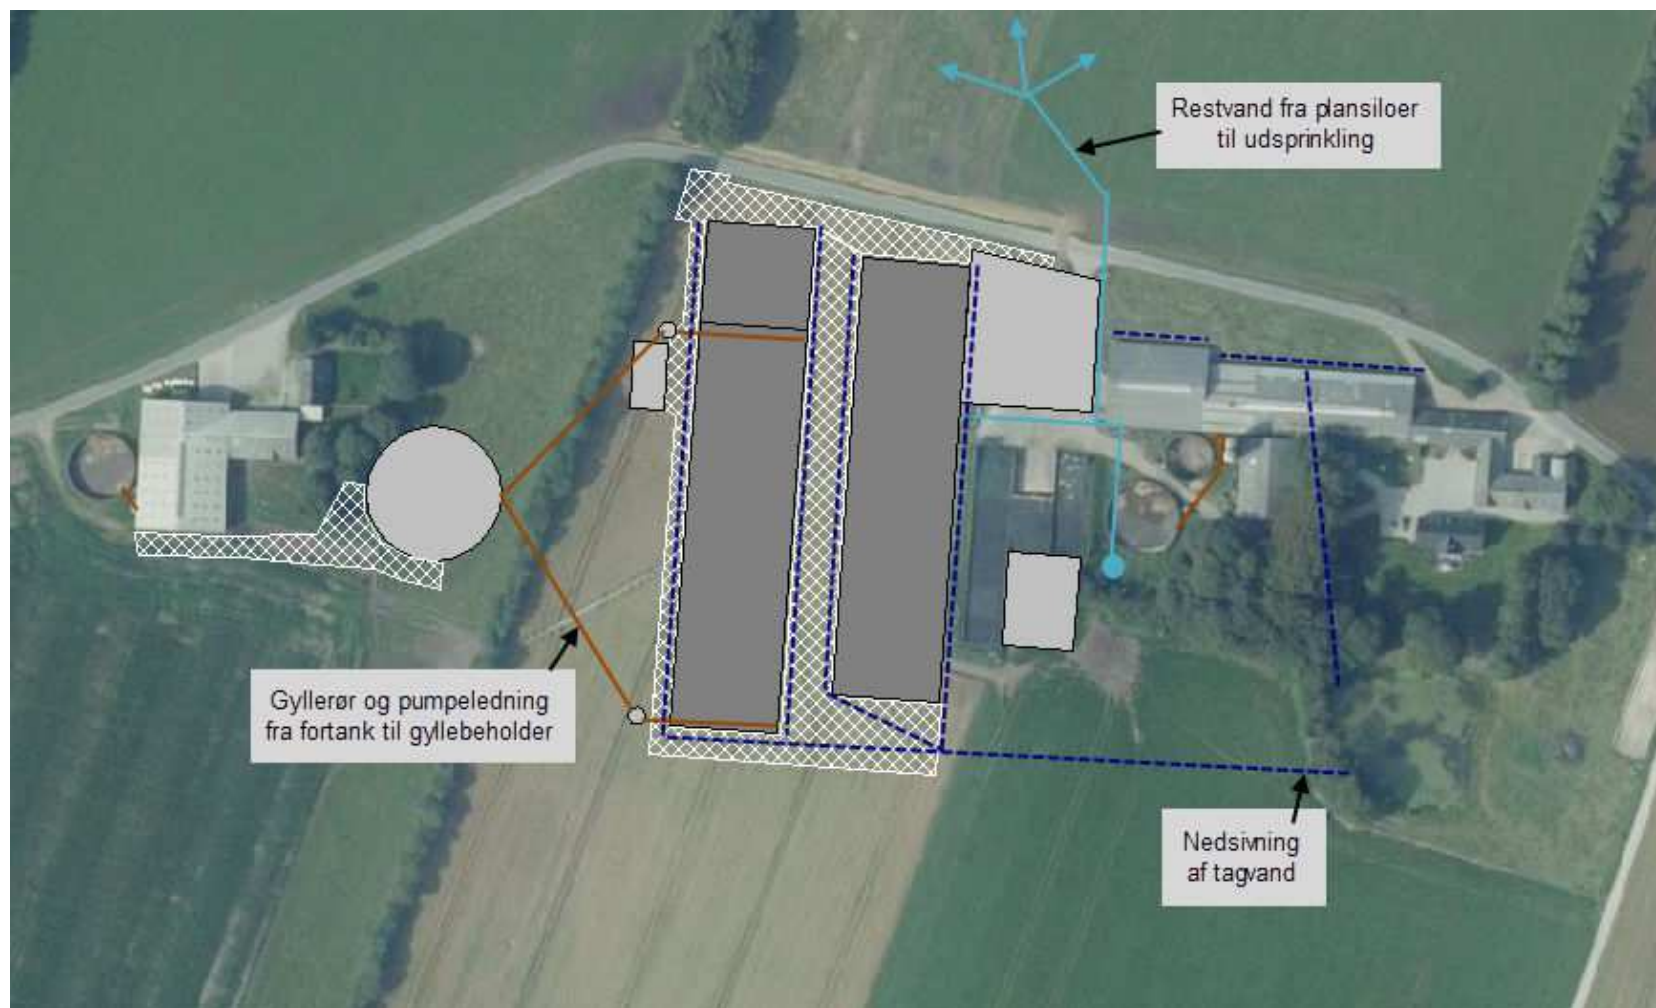 Restvand fra plansiloer
til udsprinkling
Gyllerør og pumpeledning
fra fortank til gyllebeholder
Nedsivning
af tagvand